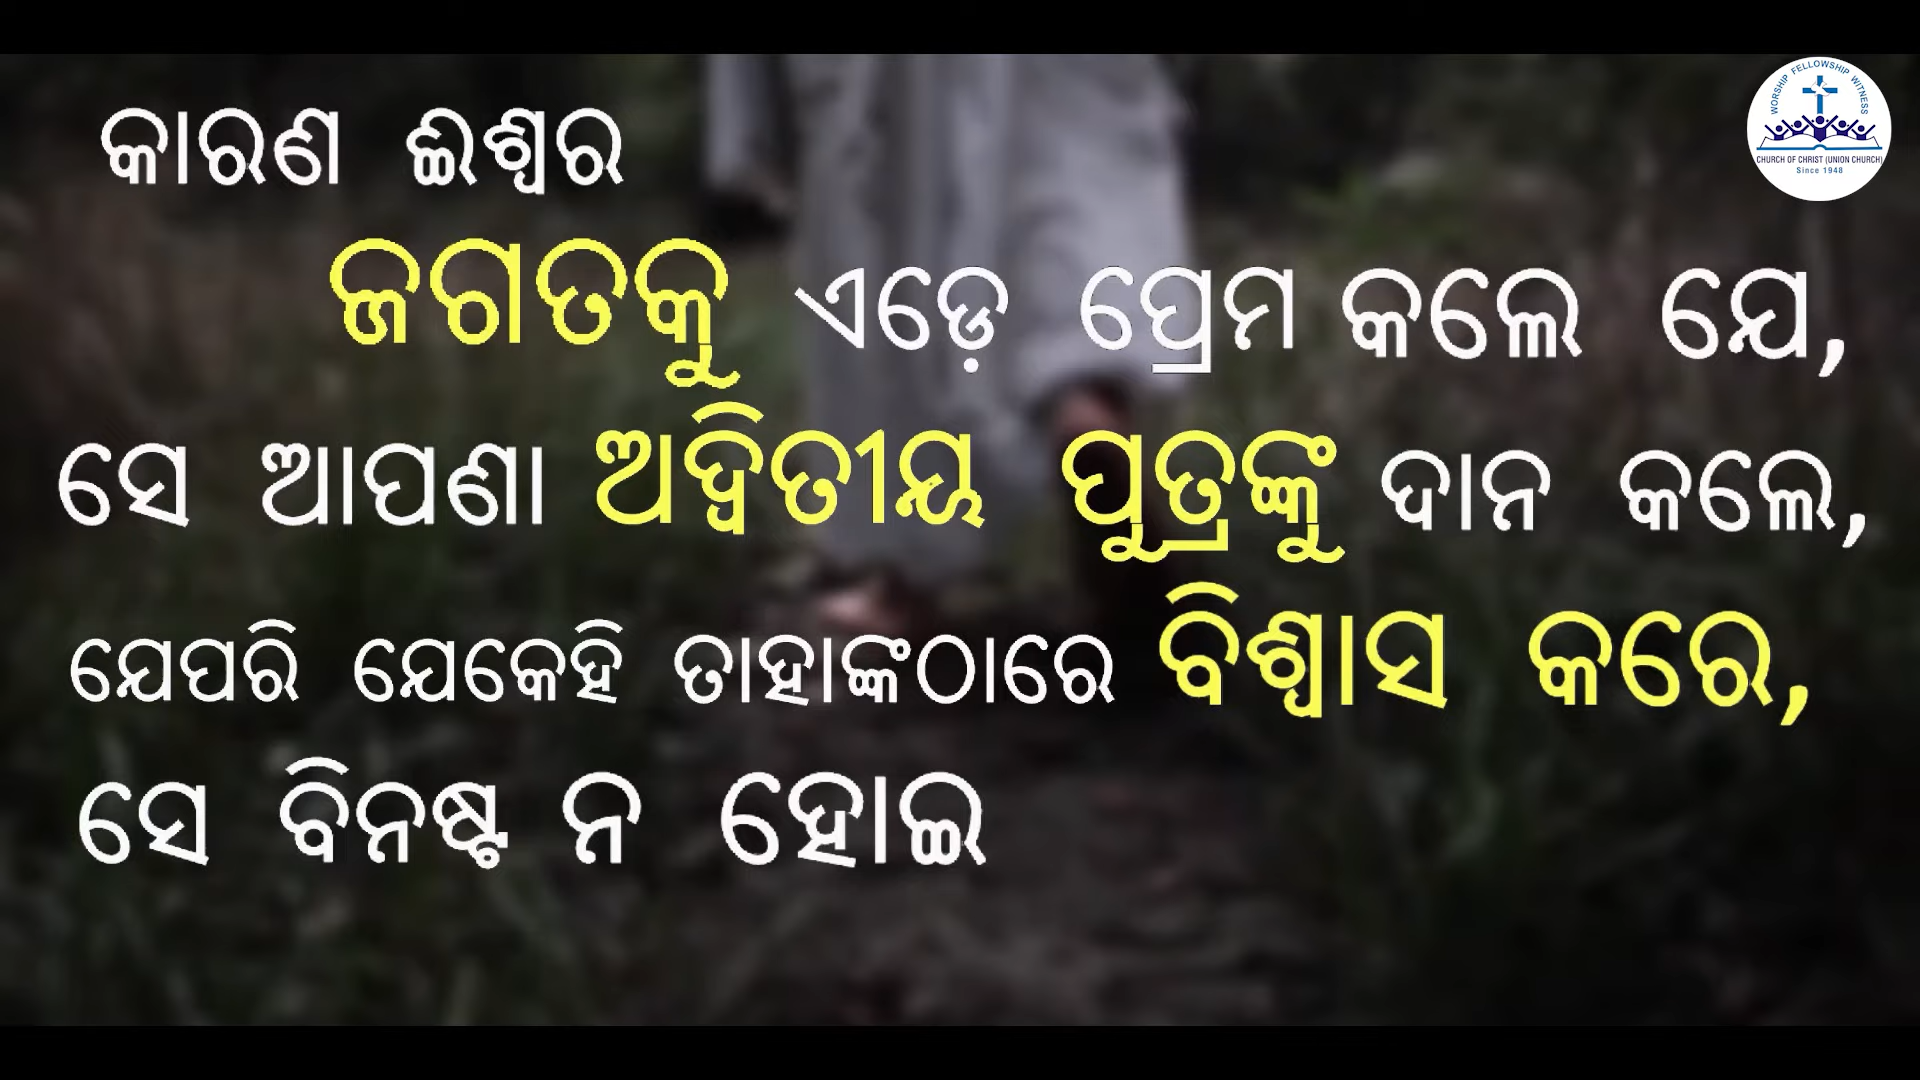 କାରଣ ଈଶ୍ଵର
ଜଗତକୁ ଏଡ଼େ ପ୍ରେମ କଲେ ଯେ,
ସେ ଆପଣା ଅଦ୍ଵିତୀୟ ପୁତ୍ରଙ୍କୁ ଦାନ କଲେ,
ଯେପରି ଯେକେହି ତାହାଙ୍କଠାରେ ବିଶ୍ଵାସ କରେ,
ସେ ବିନଷ୍ଟ ନ ହୋଇ
WORSHIP FELLOWSHIP WITNESS
CHURCH OF CHRIST (UNION CHURCH)
Since 1948